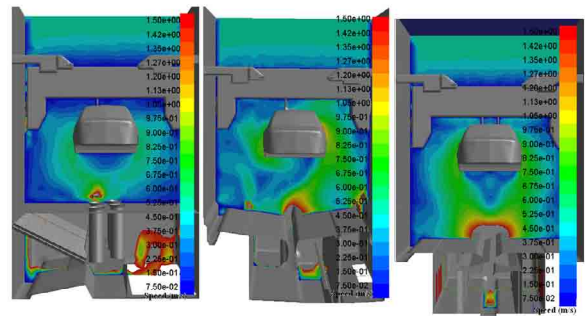 1.50e+00
1.42e+00
1.35e+00
1.27e+00
1.20e+00
1.13e+00
1.05e+00
9.75e-01
9.00e-01
8.25e-01
7.50e-01
6.75e-01
6.00e-01
5.25e-01
4.50e-01
3.75e-01
3.00e-01
2.25e-01
1.50e-01
7.50e-02
Speed (m/s)
1.50e+00
1.42e+00
1.35e+00
1.27e+00
1.20e+00
1.13e+00
1.05e+00
9.75e-01
9.00e-01
8.25e-01
7.50e-01
6.75e-01
6.00e-01
5.25e-01
4.50e-01
3.75e-01
3.00e-01
2.25e-01
1.50e-01
7.50e-02
Speed (m/s)
1.50e+00
1.42e+00
1.35e+00
1.27e+00
1.20e+00
1.13e+00
1.05e+00
9.75e-01
9.00e-01
8.25e-01
7.50e-01
6.75e-01
6.00e-01
5.25e-01
4.50e-01
3.75e-01
3.00e-01
2.25e-01
1.50e-01
7.50e-02
Speed (m/s)